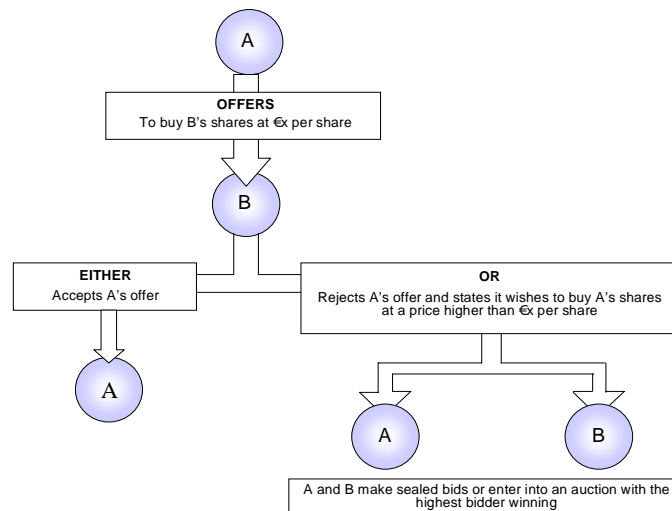 A
OFFERS
To buy B's shares at €x per share
B
EITHER
Accepts A's offer
OR
Rejects A's offer and states it wishes to buy A's shares
at a price higher than €x per share
A
A
B
A and B make sealed bids or enter into an auction with the
highest bidder winning